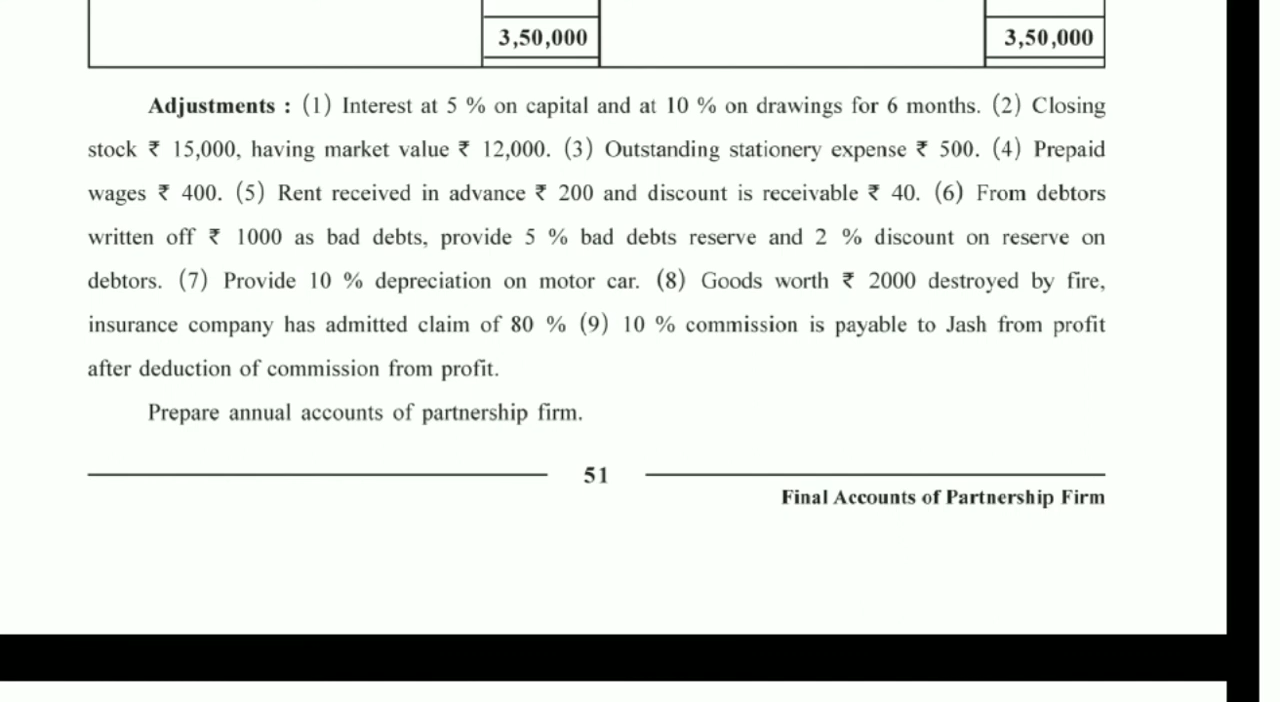 3,50,000 3,50,000
Adjustments : (1) Interest at 5 % on capital and at 10 % on drawings for 6 months. (2) Closing
stock ₹ 15,000, having market value ₹ 12,000. (3) Outstanding stationery expense ₹ 500. (4) Prepaid
wages ₹ 400. (5) Rent received in advance ₹ 200 and discount is receivable ₹ 40. (6) From debtors
written off ₹ 1000 as bad debts, provide 5 % bad debts reserve and 2 % discount on reserve on
debtors. (7) Provide 10 % depreciation on motor car. (8) Goods worth ₹ 2000 destroyed by fire,
insurance company has admitted claim of 80 % (9) 10 % commission is payable to Jash from profit
after deduction of commission from profit.
Prepare annual accounts of partnership firm.
51
Final Accounts of Partnership Firm